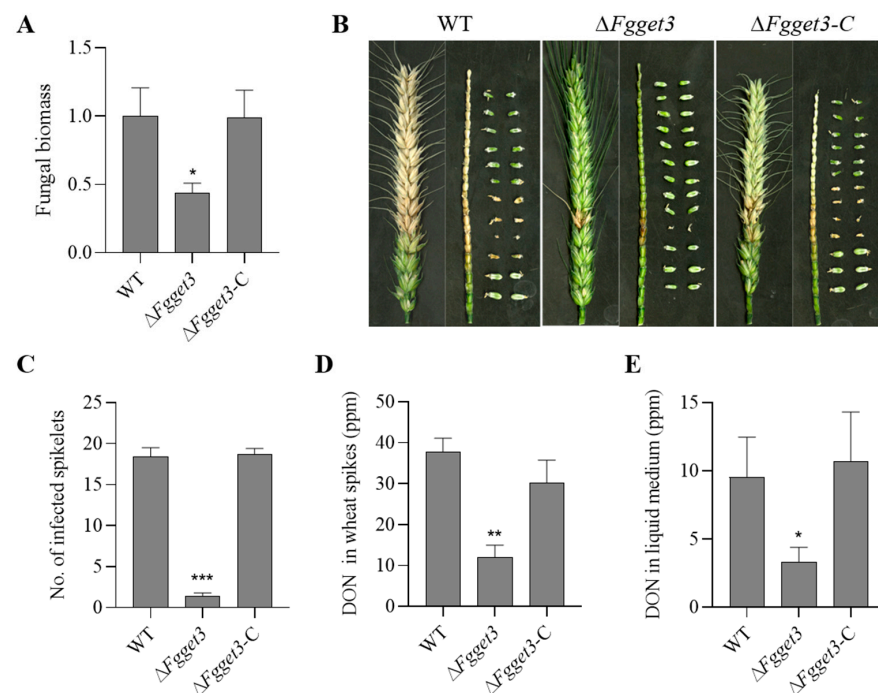 A
Fungal biomass
1.5
1.0
0.5
0.0
*
WT
ΔFgget3
ΔFgget3-C
B
WT
ΔFgget3
ΔFgget3-C
C
No. of infected spikelets
25
20
15
10
5
0
***
WT
ΔFgget3
ΔFgget3-C
D
DON in wheat spikes (ppm)
50
40
30
20
10
0
**
WT
ΔFgget3
ΔFgget3-C
E
DON in liquid medium (ppm)
15
10
5
0
*
WT
ΔFgget3
ΔFgget3-C